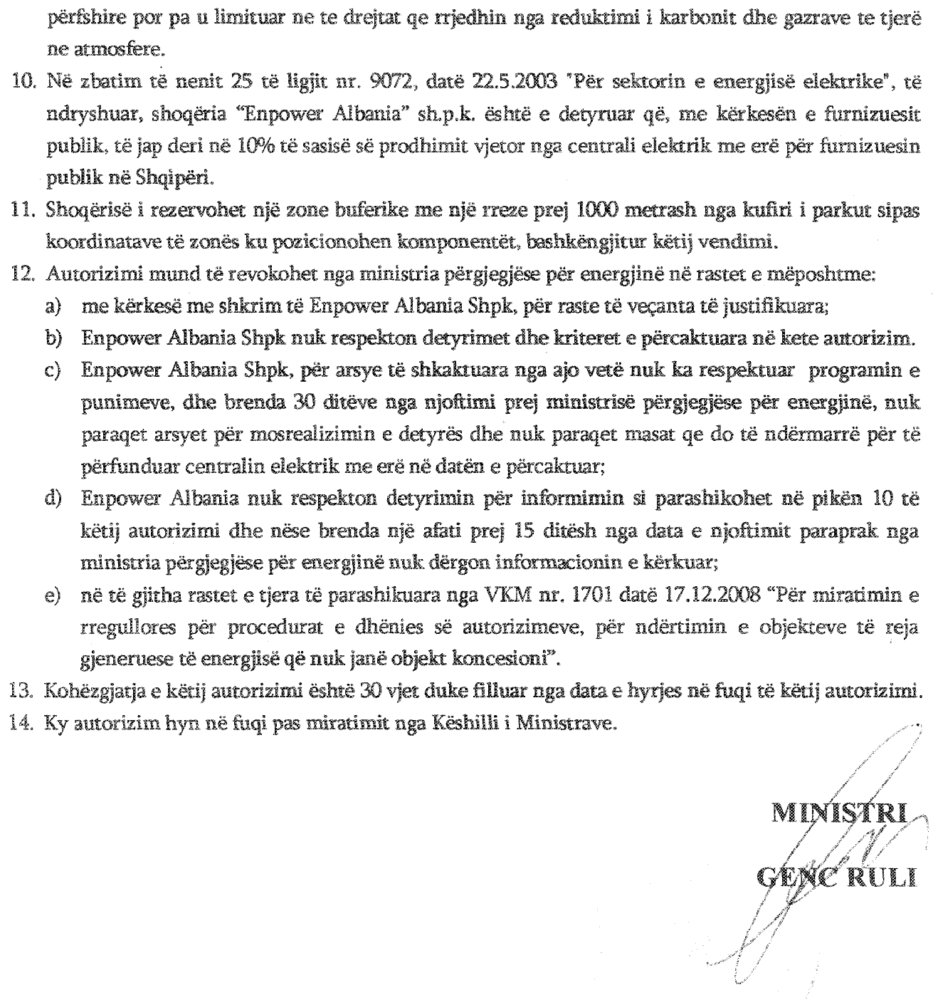 përfshire por pa u limituar ne te drejtat qe rrjedhin nga reduktimi i karbonit dhe gazrave te tjerë
ne atmosfere.
10. Në zbatim të nenit 25 të ligjit nr. 9072, datë 22.5.2003 "Për sektorin e energjisë elektrike", të
ndryshuar, shoqëria “Enpower Albania” sh.p.k. është e detyruar që, me kërkesën e furnizuesit
publik, të jap deri në 10% të sasisë së prodhimit vjetor nga centrali elektrik me erë për furnizuesin
publik në Shqipëri.
11. Shoqërisë i rezervohet një zone buferike me një rreze prej 1000 metrash nga kufiri i parkut sipas
koordinatave të zonës ku pozicionohen komponentët, bashkëngjitur këtij vendimi.
12. Autorizimi mund të revokohet nga ministria përgjegjëse për energjinë në rastet e mëposhtme:
a) me kërkesë me shkrim të Enpower Albania Shpk, për raste të veçanta të justifikuara;
b) Enpower Albania Shpk nuk respekton detyrimet dhe kriteret e përcaktuara në kete autorizim.
c) Enpower Albania Shpk, për arsye të shkaktuara nga ajo vetë nuk ka respektuar programin e
punimeve, dhe brenda 30 ditëve nga njoftimi prej ministrisë përgjegjëse për energjinë, nuk
paraqet arsyet për mosrealizimin e detyrës dhe nuk paraqet masat qe do të ndërmarrë për të
përfunduar centralin elektrik me erë në datën e përcaktuar;
d) Enpower Albania nuk respekton detyrimin për informimin si parashikohet në pikën 10 të
këtij autorizimi dhe nëse brenda një afati prej 15 ditësh nga data e njoftimit paraprak nga
ministria përgjegjëse për energjinë nuk dërgon informacionin e kërkuar;
e) në të gjitha rastet e tjera të parashikuara nga VKM nr. 1701 datë 17.12.2008 “Për miratimin e
rregullores për procedurat e dhënies së autorizimeve, për ndërtimin e objekteve të reja
gjeneruese të energjisë që nuk janë objekt koncesioni”.
13. Kohëzgjatja e këtij autorizimi është 30 vjet duke filluar nga data e hyrjes në fuqi të këtij autorizimi.
14. Ky autorizim hyn në fuqi pas miratimit nga Këshilli i Ministrave.
MINISTRI
GENC RULI